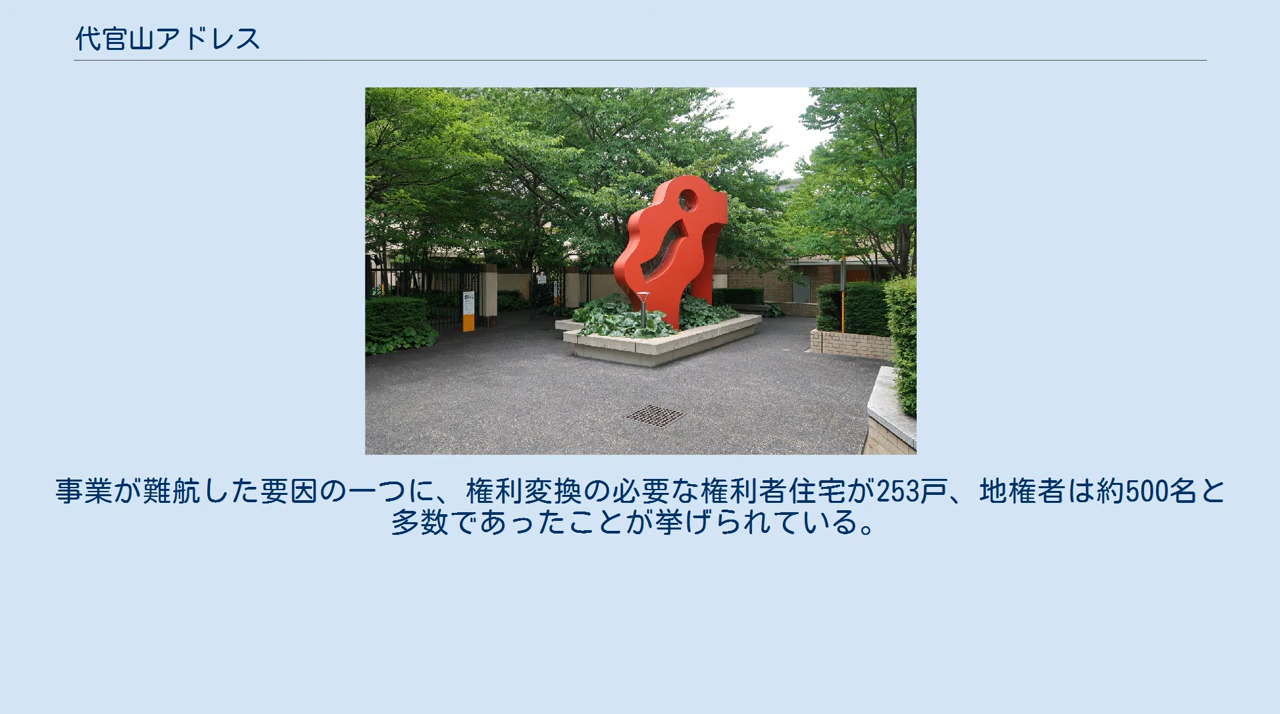 代官山アドレス
事業が難航した要因の一つに、権利変換の必要な権利者住宅が253戸、地権者は約500名と
多数であったことが挙げられている。